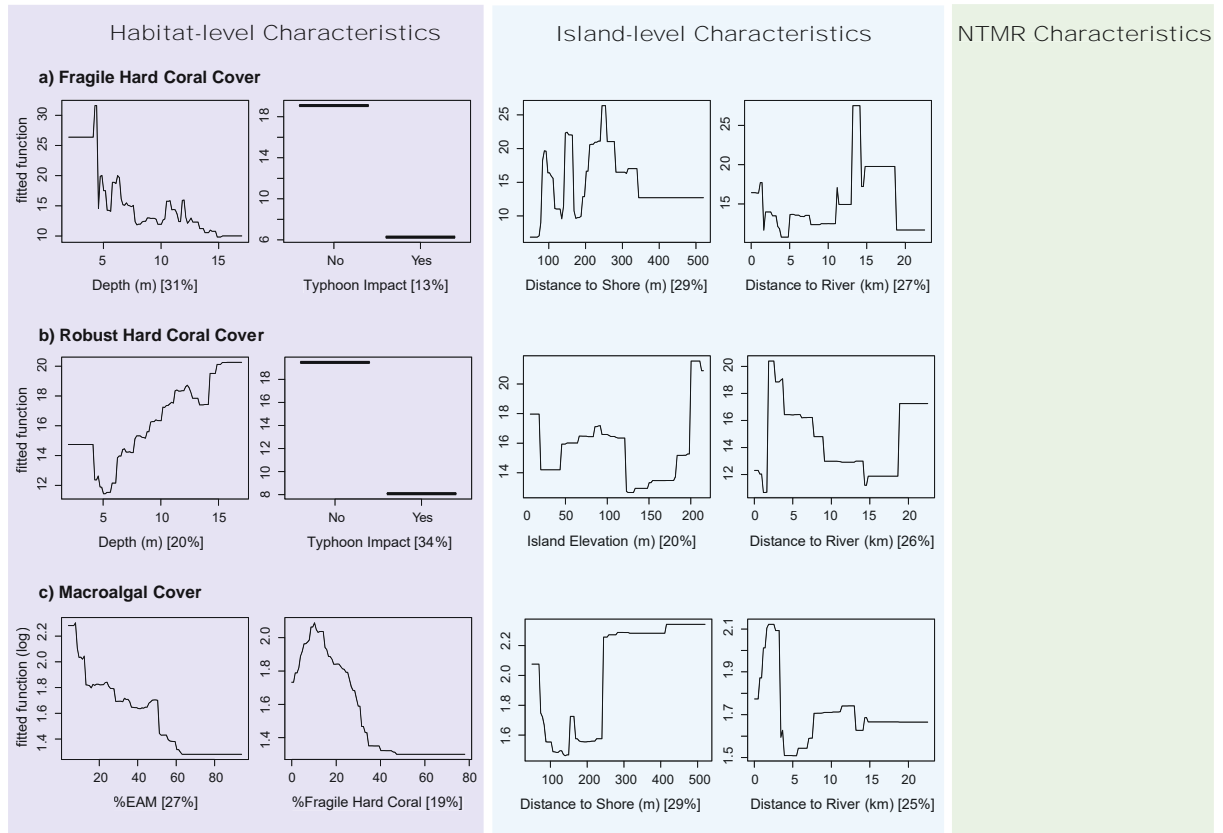 Habitat-level Characteristics
Island-level Characteristics
NTMR Characteristics
a) Fragile Hard Coral Cover
fitted function
10 15 20 25 30
5 10 15
Depth (m) [31%]
6 8 10 14 18
No Yes
Typhoon Impact [13%]
10 15 20 25
100 200 300 400 500
Distance to Shore (m) [29%]
15 20 25
0 5 10 15 20
Distance to River (km) [27%]
b) Robust Hard Coral Cover
fitted function
12 14 16 18 20
5 10 15
Depth (m) [20%]
8 10 12 14 16 18
No Yes
Typhoon Impact [34%]
14 16 18 20
0 50 100 150 200
Island Elevation (m) [20%]
12 14 16 18 20
0 5 10 15 20
Distance to River (km) [26%]
c) Macroalgal Cover
fitted function (log)
1.4 1.6 1.8 2.0 2.2
20 40 60 80
%EAM [27%]
1.4 1.6 1.8 2.0
0 20 40 60 80
%Fragile Hard Coral [19%]
1.6 1.8 2.0 2.2
100 200 300 400 500
Distance to Shore (m) [29%]
1.5 1.7 1.9 2.1
0 5 10 15 20
Distance to River (km) [25%]